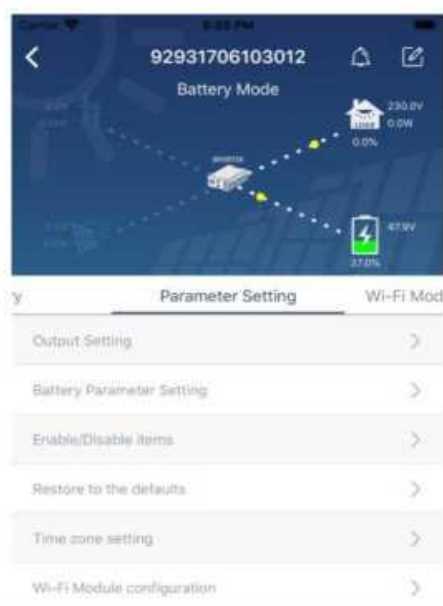 92931706103012
Battery Mode
230.0V
0.0W
0.0%
INVERTER
47.9V
37.0%
y
Parameter Setting
Wi-Fi Mod
Output Setting
Battery Parameter Setting
Enable/Disable items
Restore to the defaults
Time zone setting
Wi-Fi Module configuration